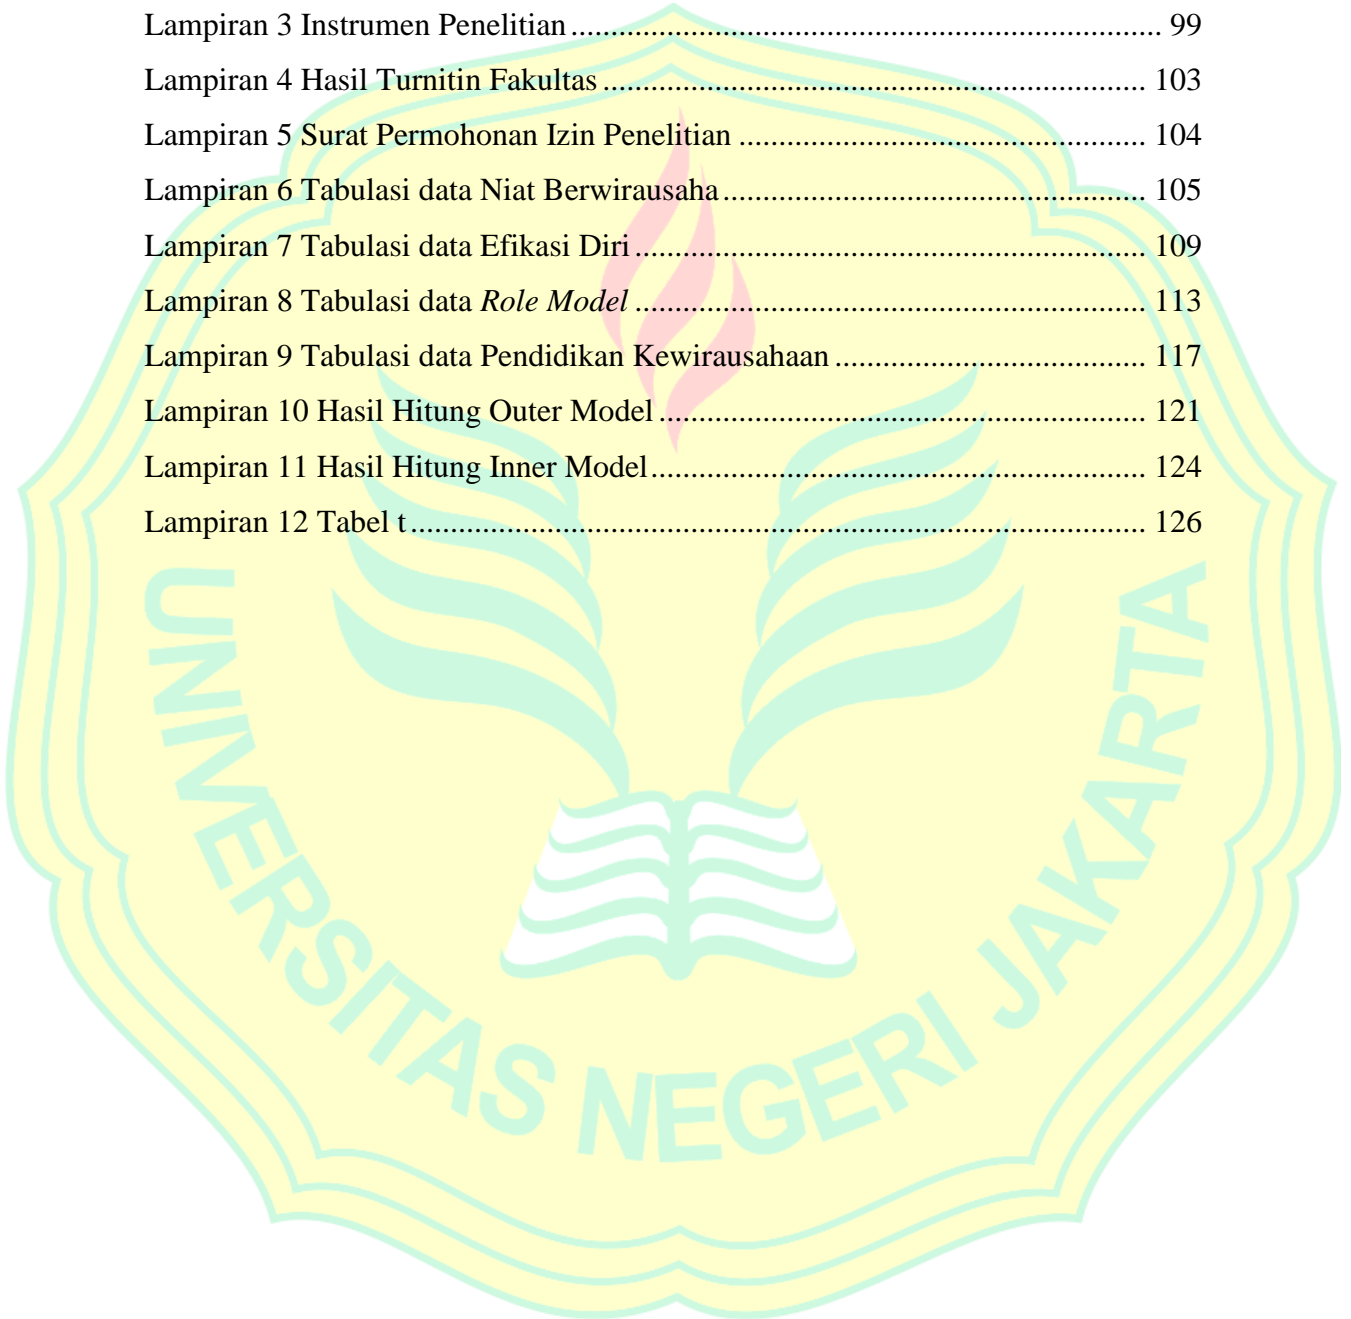 Lampiran 3 Instrumen Penelitian ........................................................................ 99
Lampiran 4 Hasil Turnitin Fakultas .................................................................. 103
Lampiran 5 Surat Permohonan Izin Penelitian ................................................. 104
Lampiran 6 Tabulasi data Niat Berwirausaha ................................................... 105
Lampiran 7 Tabulasi data Efikasi Diri .............................................................. 109
Lampiran 8 Tabulasi data Role Model .............................................................. 113
Lampiran 9 Tabulasi data Pendidikan Kewirausahaan ...................................... 117
Lampiran 10 Hasil Hitung Outer Model ........................................................... 121
Lampiran 11 Hasil Hitung Inner Model ............................................................ 124
Lampiran 12 Tabel t ......................................................................................... 126
UNIVERSITAS NEGERI JAKARTA